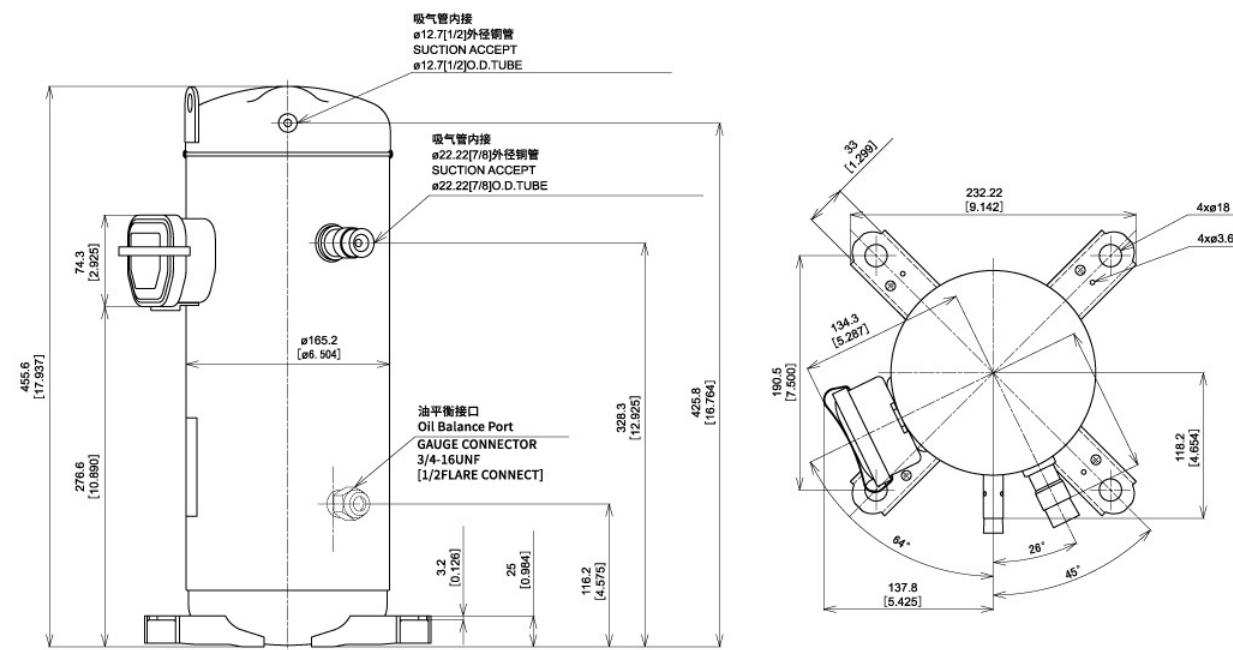 吸气管内接
ø12.7[1/2]外径铜管
SUCTION ACCEPT
ø12.7[1/2]O.D.TUBE
吸气管内接
ø22.22[7/8]外径铜管
SUCTION ACCEPT
ø22.22[7/8]O.D.TUBE
74.3
[2.925]
ø165.2
[ø6.504]
455.6
[17.937]
276.6
[10.890]
油平衡接口
Oil Balance Port
GAUGE CONNECTOR
3/4-16UNF
[1/2FLARE CONNECT]
3.2
[0.126]
25
[0.984]
116.2
[4.575]
328.3
[12.925]
425.8
[16.764]
33
[1.299]
232.22
[9.142]
4xø18
4xø3.6
134.3
[5.287]
190.5
[7.500]
118.2
[4.654]
64°
26°
45°
137.8
[5.425]